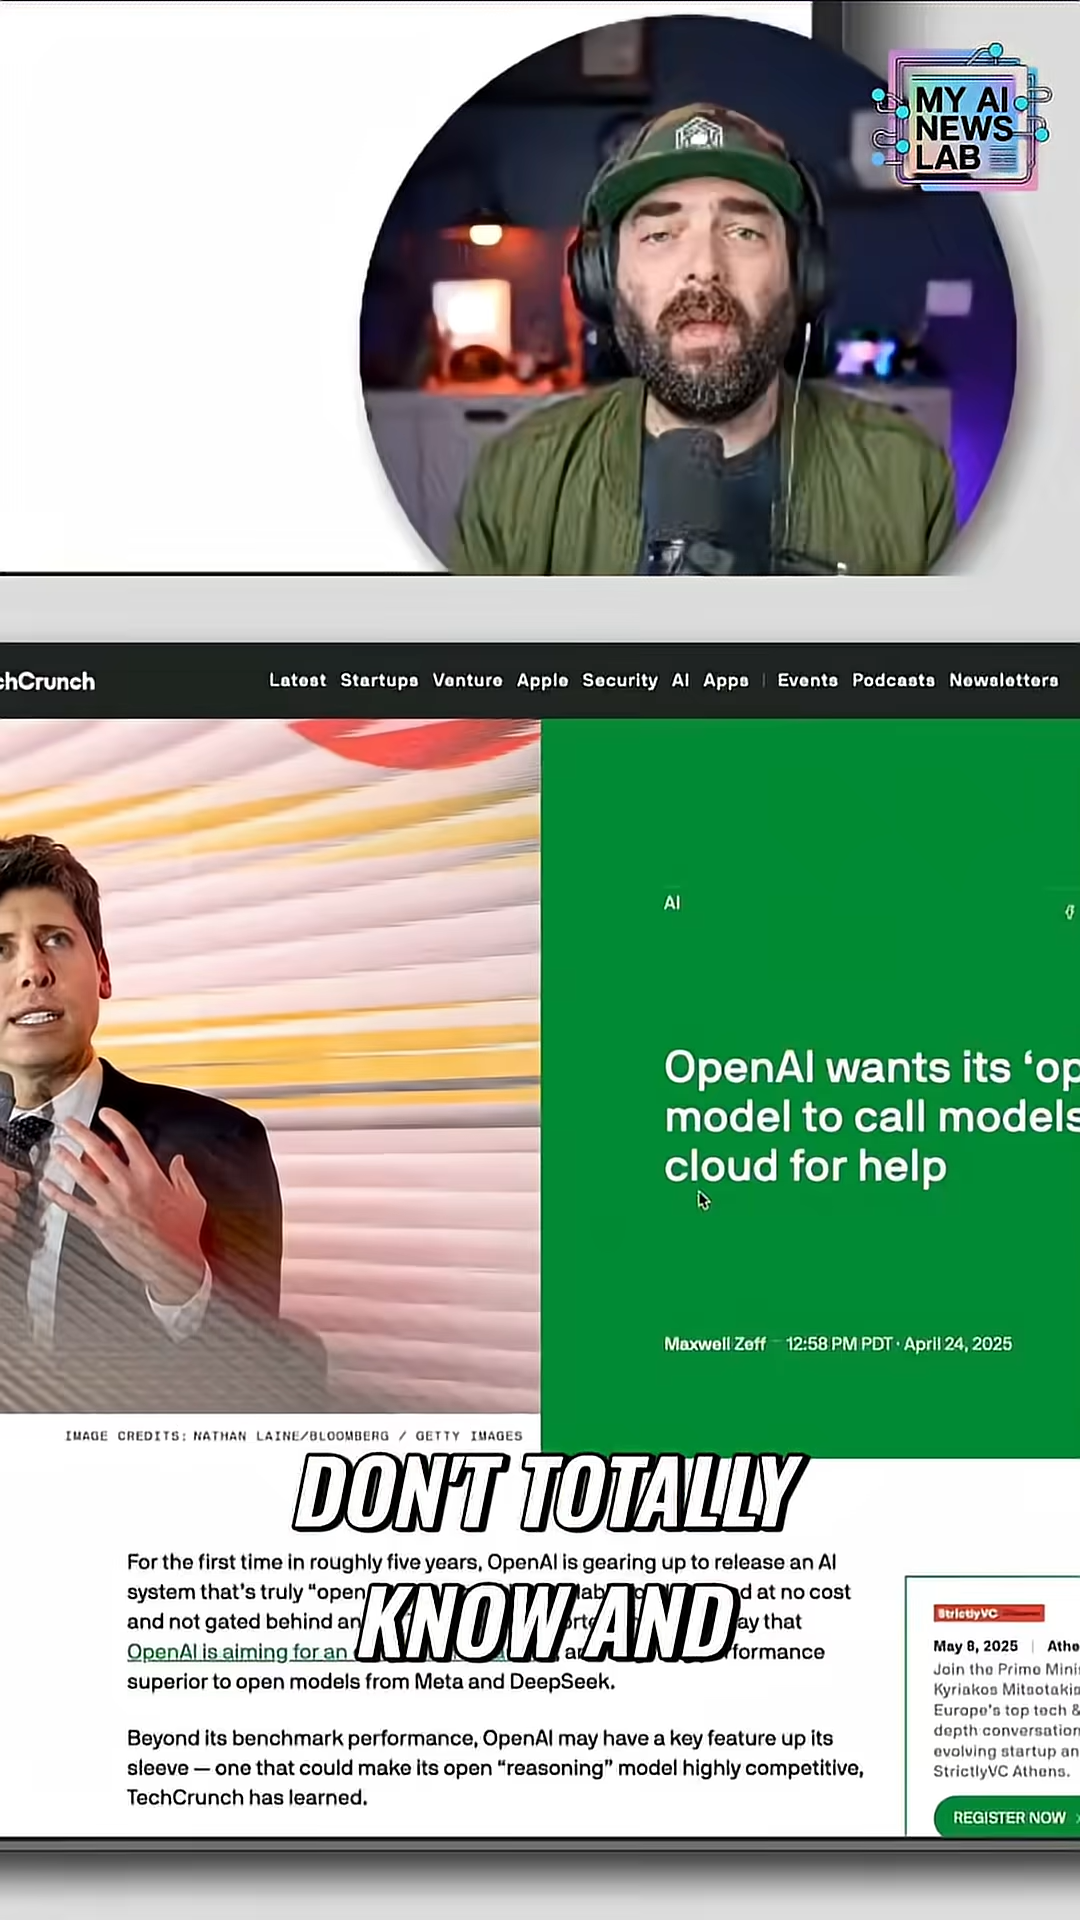 MY AI
NEWS
LAB
chCrunch
Latest Startups Venture Apple Security AI Apps Events Podcasts Newsletters
AI
OpenAI wants its ‘op
model to call models
cloud for help
Maxwell Zeff — 12:58 PM PDT · April 24, 2025
IMAGE CREDITS: NATHAN LAINE/BLOOMBERG / GETTY IMAGES
DON'T TOTALLY
KNOW AND
For the first time in roughly five years, OpenAI is gearing up to release an AI
system that’s truly “open at no cost
and not gated behind an that
OpenAI is aiming for an
superior to open models from Meta and DeepSeek.
Beyond its benchmark performance, OpenAI may have a key feature up its
sleeve — one that could make its open “reasoning” model highly competitive,
TechCrunch has learned.
StrictlyVC
May 8, 2025 | Athe
Join the Prime Minis
Kyriakos Mitsotakis
Europe’s top tech &
depth conversation
evolving startup an
StrictlyVC Athens.
REGISTER NOW